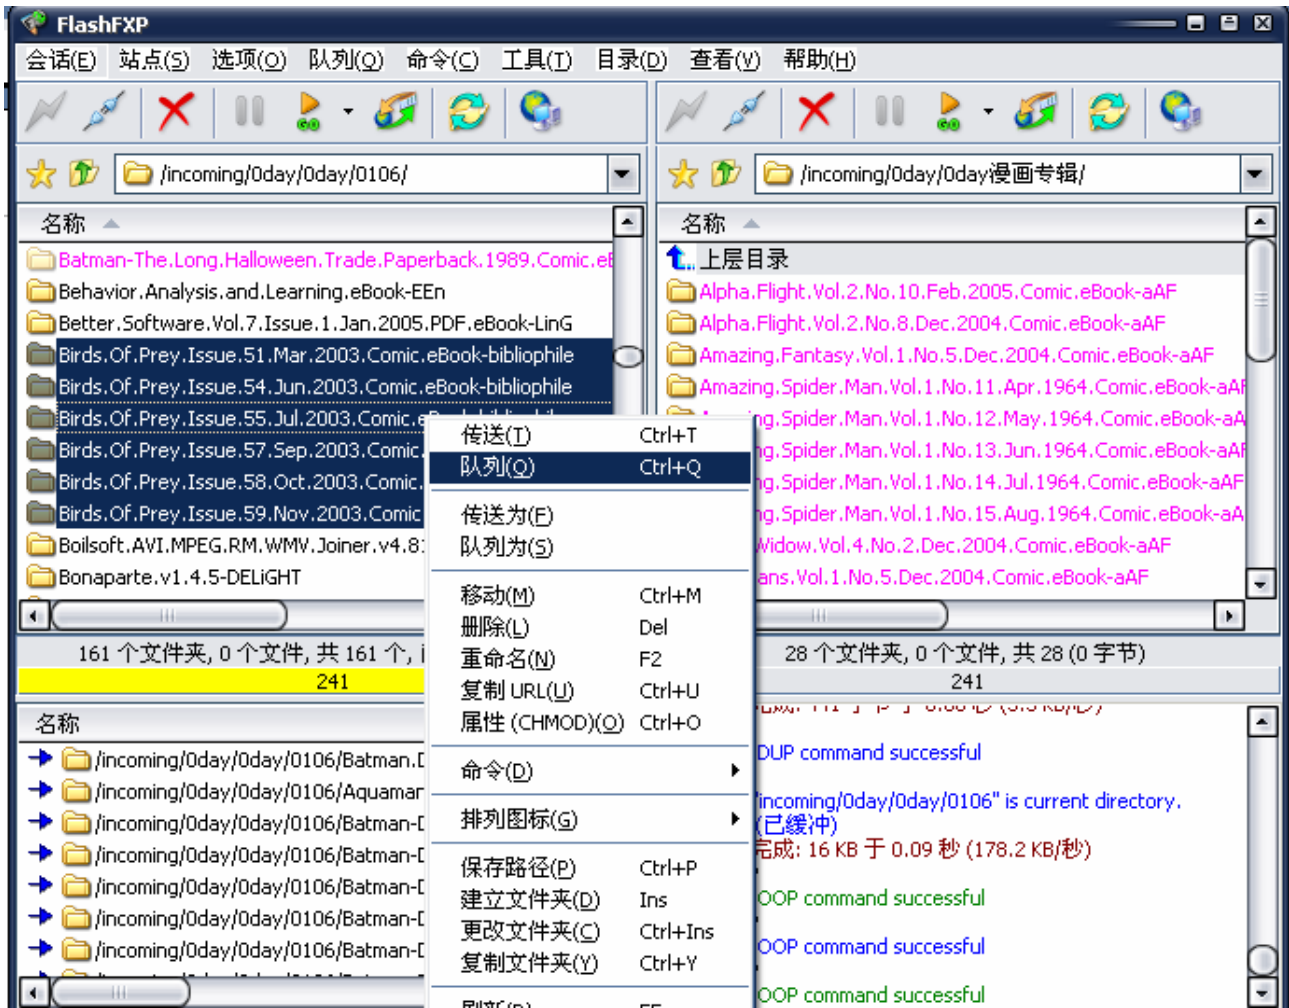 FlashFXP
会话(E) 站点(S) 选项(O) 队列(Q) 命令(C) 工具(T) 目录(D) 查看(V) 帮助(H)
GO
GO
/incoming/0day/0day/0106/
/incoming/0day/0day漫画专辑/
名称
Batman-The.Long.Halloween.Trade.Paperback.1989.Comic.eB
Behavior.Analysis.and.Learning.eBook-EEn
Better.Software.Vol.7.Issue.1.Jan.2005.PDF.eBook-LinG
Birds.Of.Prey.Issue.51.Mar.2003.Comic.eBook-bibliophile
Birds.Of.Prey.Issue.54.Jun.2003.Comic.eBook-bibliophile
Birds.Of.Prey.Issue.55.Jul.2003.Comic.e
Birds.Of.Prey.Issue.57.Sep.2003.Comic.
Birds.Of.Prey.Issue.58.Oct.2003.Comic.
Birds.Of.Prey.Issue.59.Nov.2003.Comic
Boilsoft.AVI.MPEG.RM.WMV.Joiner.v4.8
Bonaparte.v1.4.5-DELiGHT
161 个文件夹, 0 个文件, 共 161 个,
241
名称
上层目录
Alpha.Flight.Vol.2.No.10.Feb.2005.Comic.eBook-aAF
Alpha.Flight.Vol.2.No.8.Dec.2004.Comic.eBook-aAF
Amazing.Fantasy.Vol.1.No.5.Dec.2004.Comic.eBook-aAF
Amazing.Spider.Man.Vol.1.No.11.Apr.1964.Comic.eBook-aAF
ng.Spider.Man.Vol.1.No.12.May.1964.Comic.eBook-aA
ng.Spider.Man.Vol.1.No.13.Jun.1964.Comic.eBook-aAF
ng.Spider.Man.Vol.1.No.14.Jul.1964.Comic.eBook-aAF
ng.Spider.Man.Vol.1.No.15.Aug.1964.Comic.eBook-aA
Widow.Vol.4.No.2.Dec.2004.Comic.eBook-aAF
ans.Vol.1.No.5.Dec.2004.Comic.eBook-aAF
28 个文件夹, 0 个文件, 共 28 (0 字节)
241
传送(T) Ctrl+T
队列(Q) Ctrl+Q
传送为(F)
队列为(S)
移动(M) Ctrl+M
删除(L) Del
重命名(N) F2
复制 URL(U) Ctrl+U
属性 (CHMOD)(O) Ctrl+O
命令(D)
排列图标(G)
保存路径(P) Ctrl+P
建立文件夹(D) Ins
更改文件夹(C) Ctrl+Ins
复制文件夹(Y) Ctrl+Y
名称
/incoming/0day/0day/0106/Batman.D
/incoming/0day/0day/0106/Aquaman
/incoming/0day/0day/0106/Batman-D
/incoming/0day/0day/0106/Batman-D
/incoming/0day/0day/0106/Batman-D
/incoming/0day/0day/0106/Batman-D
/incoming/0day/0day/0106/Batman-D
DUP command successful
"incoming/0day/0day/0106" is current directory.
(已缓冲)
完成: 16 KB 于 0.09 秒 (178.2 KB/秒)
OOP command successful
OOP command successful
OOP command successful